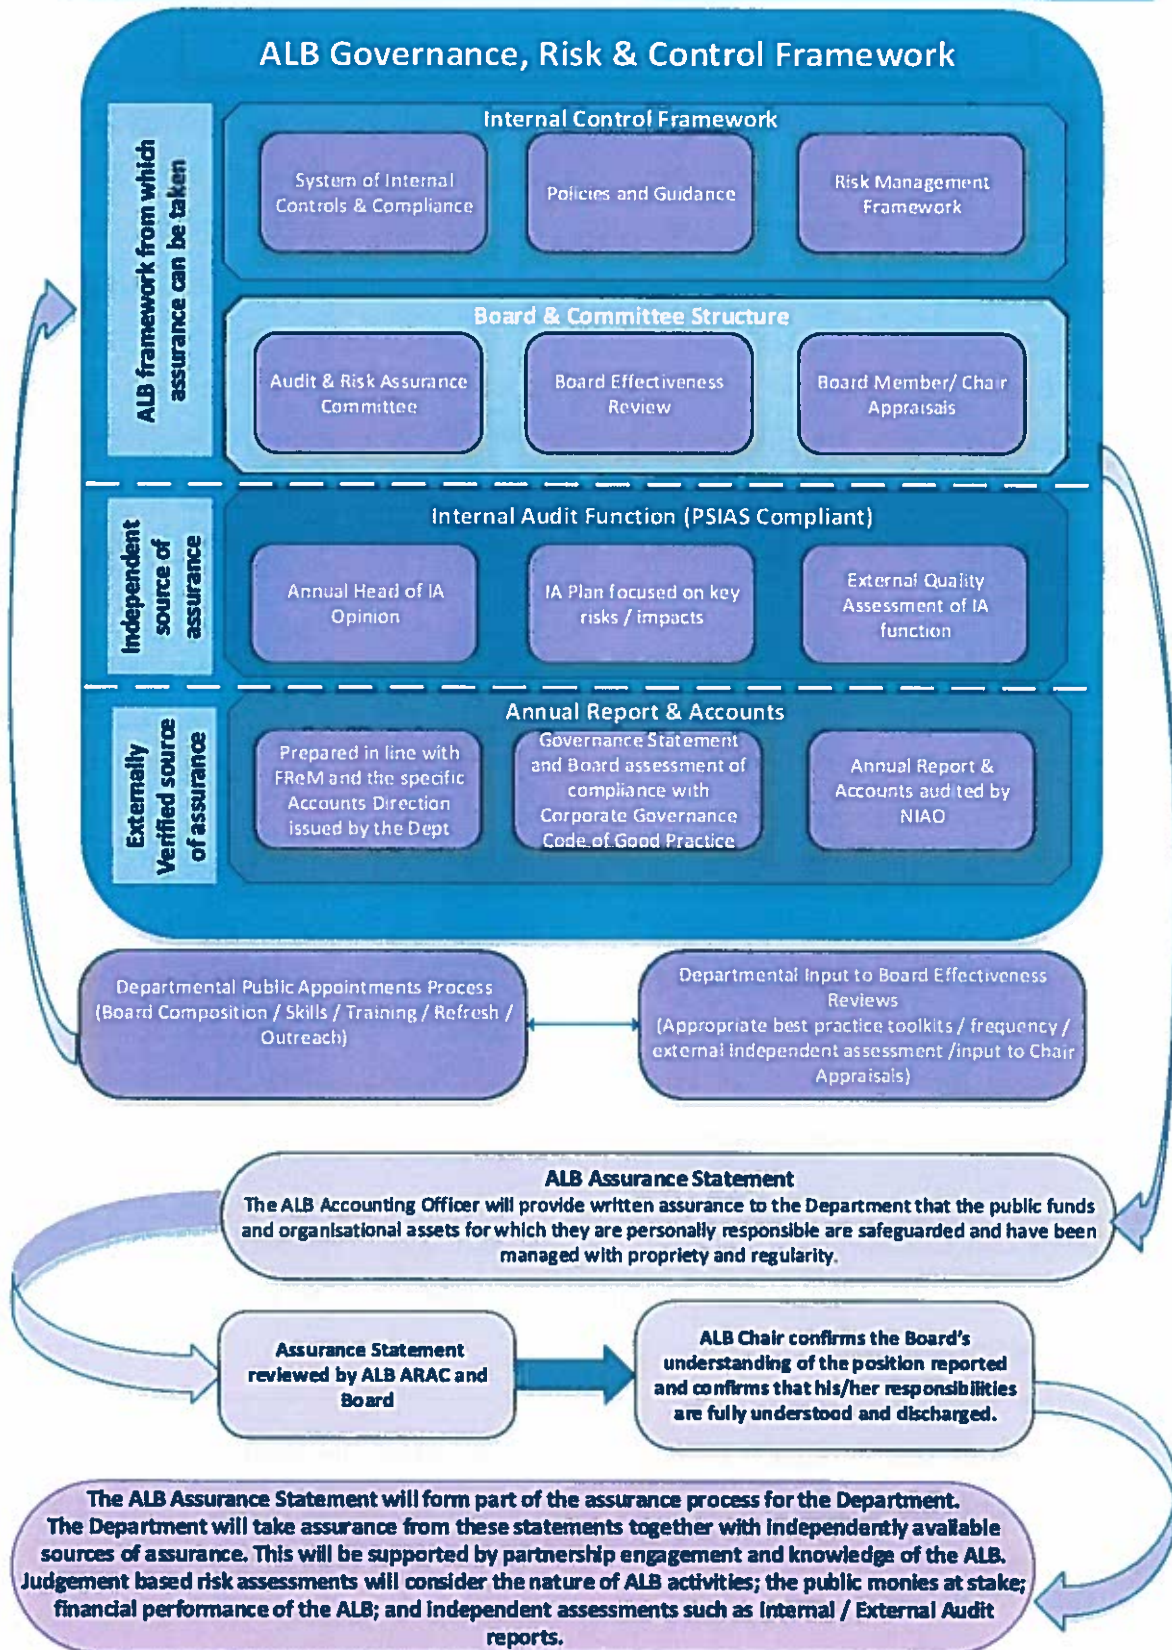 ALB Governance, Risk & Control Framework
ALB framework from which
assurance can be taken
Internal Control Framework
System of Internal
Controls & Compliance
Policies and Guidance
Risk Management
Framework
Board & Committee Structure
Audit & Risk Assurance
Committee
Board Effectiveness
Review
Board Member/ Chair
Appraisals
Independent
source of
assurance
Internal Audit Function (PSIAS Compliant)
Annual Head of IA
Opinion
IA Plan focused on key
risks / impacts
External Quality
Assessment of IA
function
Externally
Verified source
of assurance
Annual Report & Accounts
Prepared in line with
FReM and the specific
Accounts Direction
issued by the Dept
Governance Statement
and Board assessment of
compliance with
Corporate Governance
Code of Good Practice
Annual Report &
Accounts audited by
NIAO
Departmental Public Appointments Process
(Board Composition / Skills / Training / Refresh /
Outreach)
Departmental Input to Board Effectiveness
Reviews
(Appropriate best practice toolkits / frequency /
external independent assessment /input to Chair
Appraisals)
ALB Assurance Statement
The ALB Accounting Officer will provide written assurance to the Department that the public funds
and organisational assets for which they are personally responsible are safeguarded and have been
managed with propriety and regularity.
Assurance Statement
reviewed by ALB ARAC and
Board
ALB Chair confirms the Board's
understanding of the position reported
and confirms that his/her responsibilities
are fully understood and discharged.
The ALB Assurance Statement will form part of the assurance process for the Department.
The Department will take assurance from these statements together with independently available
sources of assurance. This will be supported by partnership engagement and knowledge of the ALB.
Judgement based risk assessments will consider the nature of ALB activities; the public monies at stake;
financial performance of the ALB; and independent assessments such as Internal / External Audit
reports.